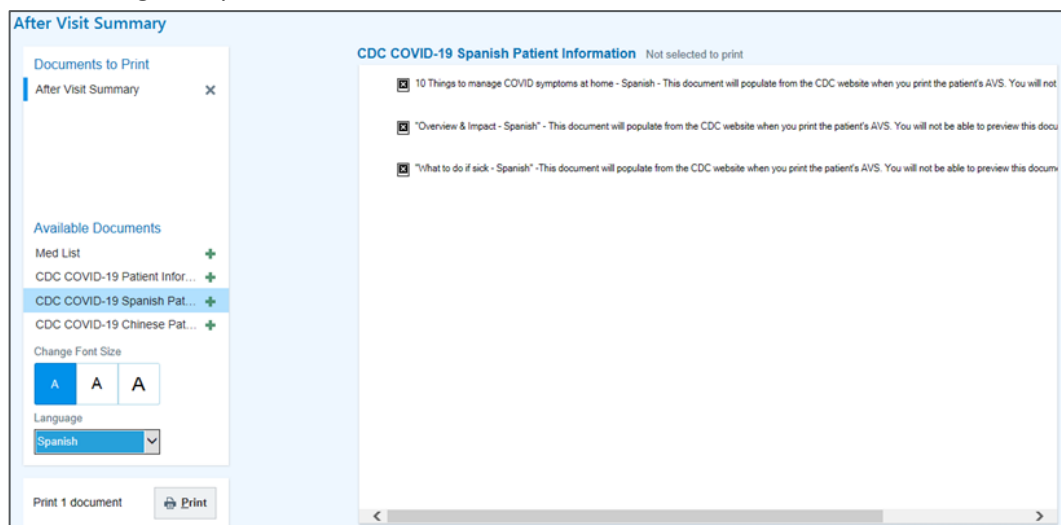 After Visit Summary
Documents to Print
After Visit Summary
Available Documents
Med List
CDC COVID-19 Patient Infor...
CDC COVID-19 Spanish Pat...
CDC COVID-19 Chinese Pat...
Change Font Size
A A A
Language
Spanish
Print 1 document Print
CDC COVID-19 Spanish Patient Information Not selected to print
10 Things to manage COVID symptoms at home - Spanish - This document will populate from the CDC website when you print the patient's AVS. You will not
"Overview & Impact - Spanish" - This document will populate from the CDC website when you print the patient's AVS. You will not be able to preview this docu
"What to do if sick - Spanish" -This document will populate from the CDC website when you print the patient's AVS. You will not be able to preview this docum